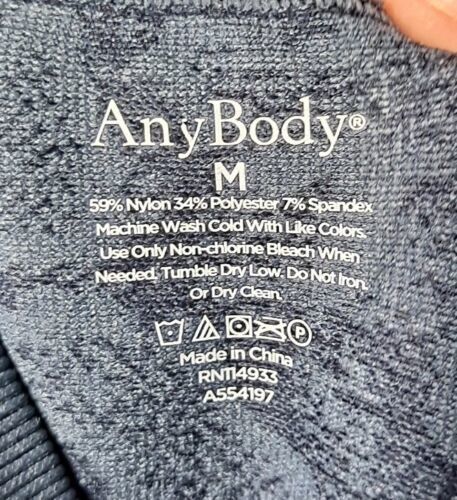 AnyBody®
M
59% Nylon 34% Polyester 7% Spandex
Machine Wash Cold With Like Colors.
Use Only Non-chlorine Bleach When
Needed. Tumble Dry Low. Do Not Iron.
Or Dry Clean.
P
Made in China
RN114933
A554197